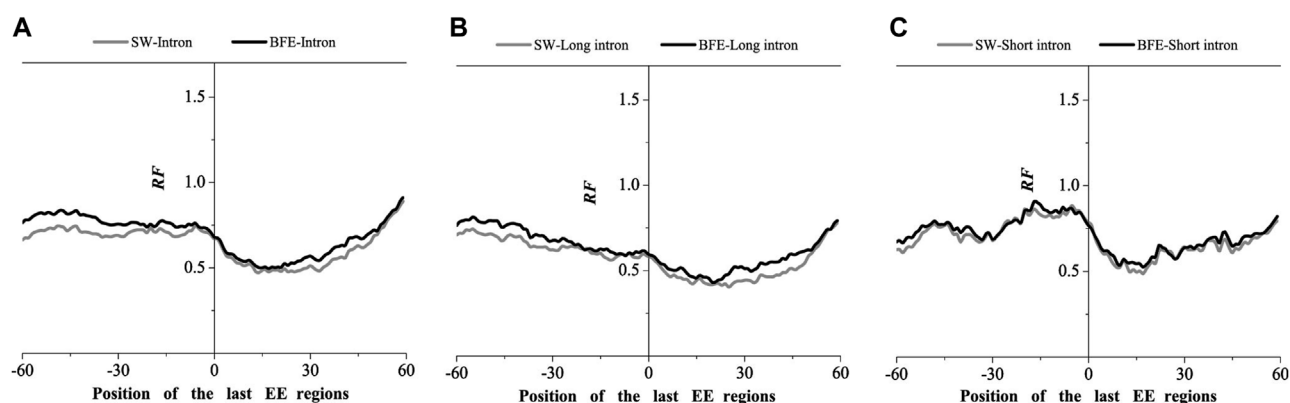 A
SW-Intron BFE-Intron
1.5
1.0
0.5
RF
-60 -30 0 30 60
Position of the last EE regions
B
SW-Long intron BFE-Long intron
1.5
1.0
0.5
RF
-60 -30 0 30 60
Position of the last EE regions
C
SW-Short intron BFE-Short intron
1.5
1.0
0.5
RF
-60 -30 0 30 60
Position of the last EE regions